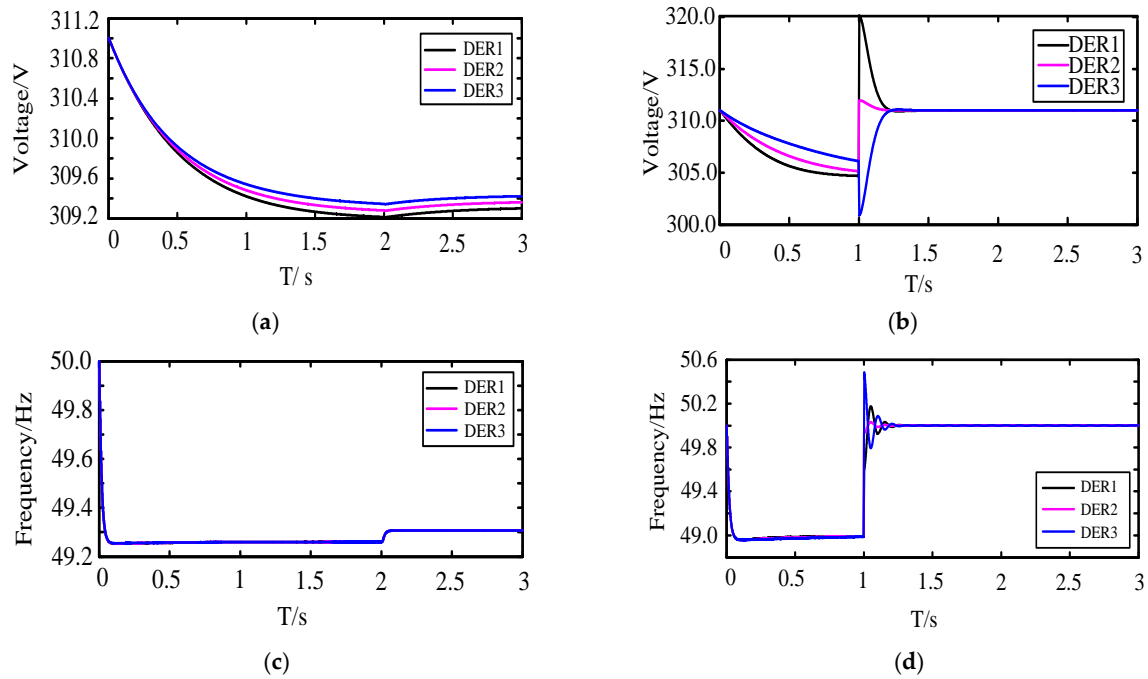 311.2
311.0
310.4
310.0
309.6
309.2
Voltage/V
DER1
DER2
DER3
0 0.5 1 1.5 2 2.5 3
T/ s
(a)
320.0
315.0
310.0
305.0
300.0
Voltage/V
DER1
DER2
DER3
0 0.5 1 1.5 2 2.5 3
T/s
(b)
50.0
49.8
49.6
49.4
49.2
Frequency/Hz
DER1
DER2
DER3
0 0.5 1 1.5 2 2.5 3
T/s
(c)
50.6
50.2
49.8
49.4
49.0
Frequency/Hz
DER1
DER2
DER3
0 0.5 1 1.5 2 2.5 3
T/s
(d)